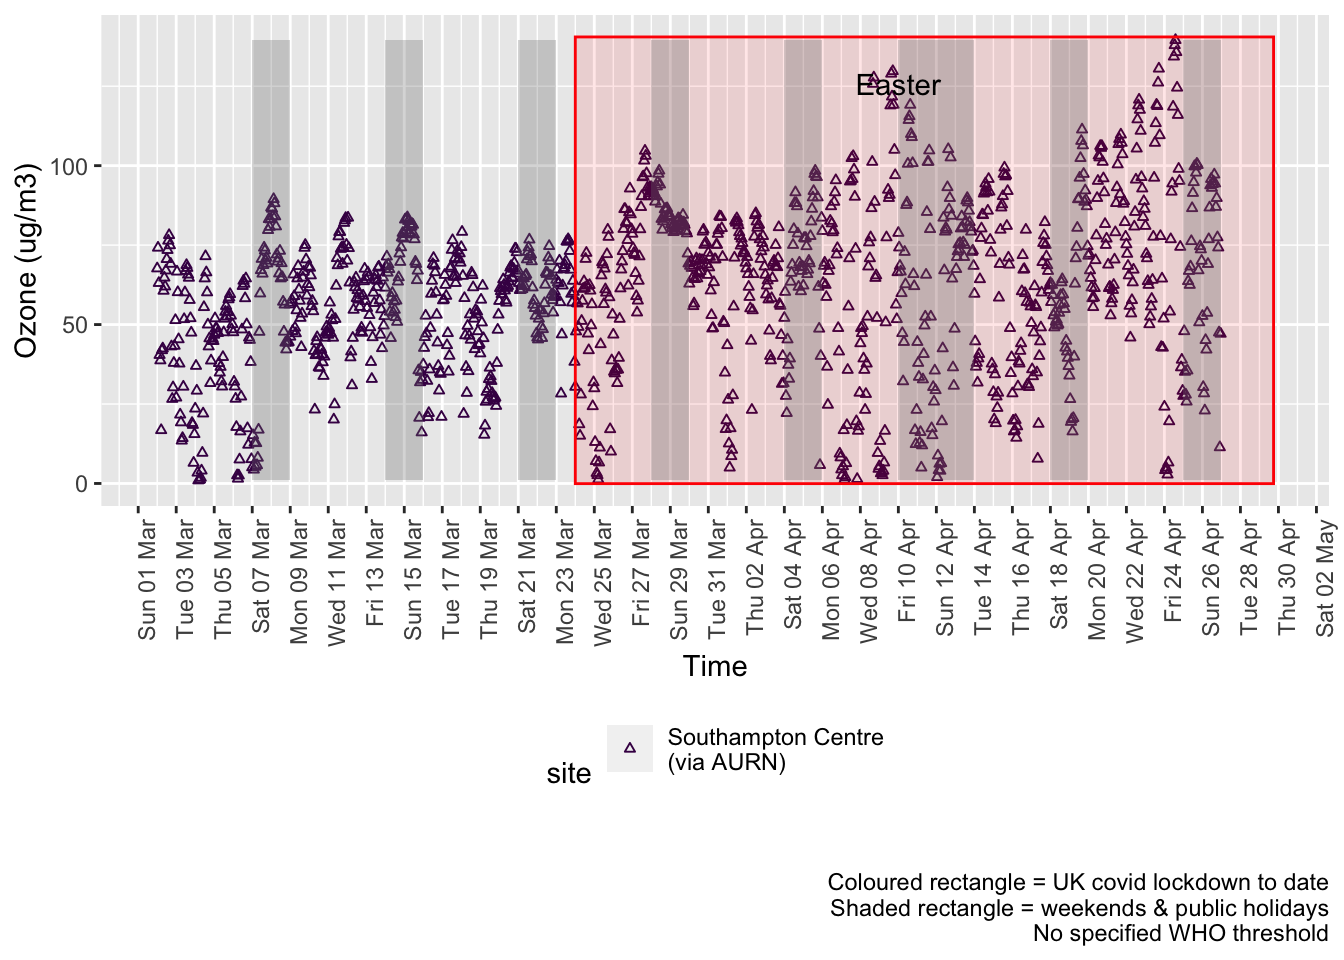 Ozone (ug/m3)
100
50
0
Easter
Sun 01 Mar
Tue 03 Mar
Thu 05 Mar
Sat 07 Mar
Mon 09 Mar
Wed 11 Mar
Fri 13 Mar
Sun 15 Mar
Tue 17 Mar
Thu 19 Mar
Sat 21 Mar
Mon 23 Mar
Wed 25 Mar
Fri 27 Mar
Sun 29 Mar
Tue 31 Mar
Thu 02 Apr
Sat 04 Apr
Mon 06 Apr
Wed 08 Apr
Fri 10 Apr
Sun 12 Apr
Tue 14 Apr
Thu 16 Apr
Sat 18 Apr
Mon 20 Apr
Wed 22 Apr
Fri 24 Apr
Sun 26 Apr
Tue 28 Apr
Thu 30 Apr
Sat 02 May
Time
site
Southampton Centre
(via AURN)
Coloured rectangle = UK covid lockdown to date
Shaded rectangle = weekends & public holidays
No specified WHO threshold